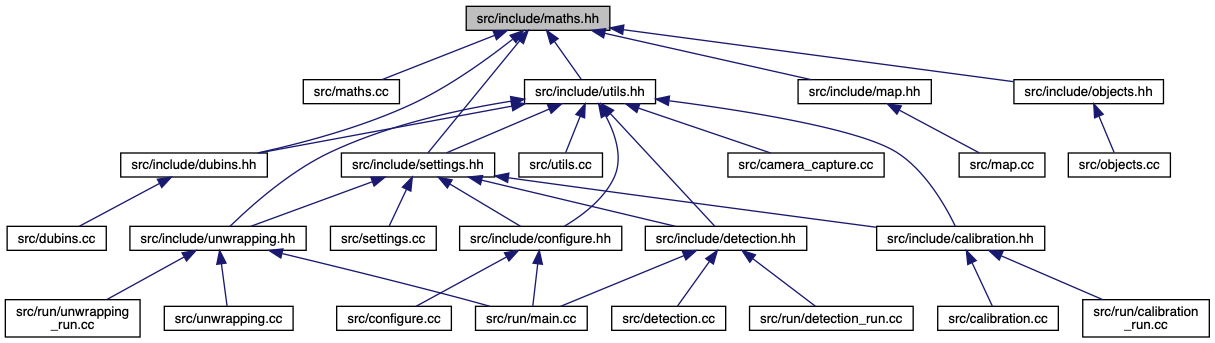 src/include/maths.hh
src/maths.cc
src/include/utils.hh
src/include/map.hh
src/include/objects.hh
src/include/dubins.hh
src/include/settings.hh
src/utils.cc
src/camera_capture.cc
src/map.cc
src/objects.cc
src/dubins.cc
src/include/unwrapping.hh
src/settings.cc
src/include/configure.hh
src/include/detection.hh
src/include/calibration.hh
src/run/unwrapping
_run.cc
src/unwrapping.cc
src/configure.cc
src/run/main.cc
src/detection.cc
src/run/detection_run.cc
src/calibration.cc
src/run/calibration
_run.cc